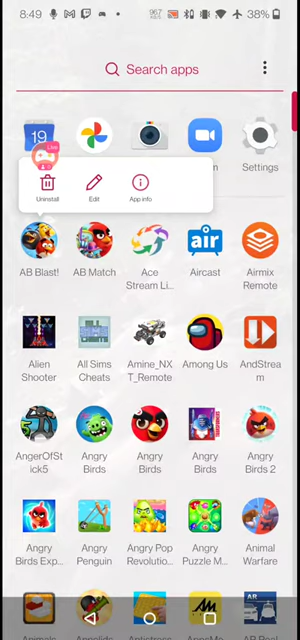 8:49
967
38%
Search apps
19
Live
m
Settings
Uninstall
Edit
App info
AB Blast!
AB Match
Ace
Stream Li...
Aircast
Airmix
Remote
air
Alien
Shooter
All Sims
Cheats
Amine_NX
T_Remote
Among Us
AndStrea
m
AngerOfSt
ick5
Angry
Birds
Angry
Birds
Angry
Birds
Angry
Birds 2
Angry
Birds Exp...
Angry
Penguin
Angry Pop
Revolutio...
Angry
Puzzle M...
Animal
Warfare
AR